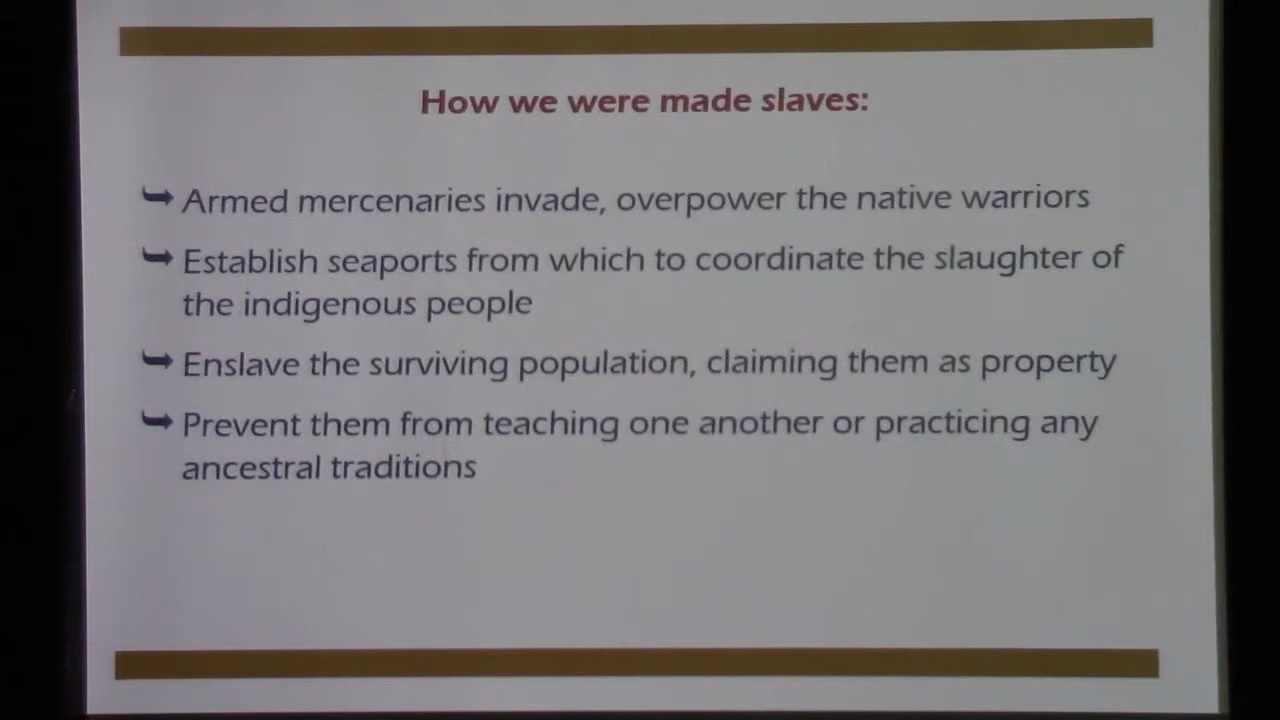 How we were made slaves:
➥ Armed mercenaries invade, overpower the native warriors
➥ Establish seaports from which to coordinate the slaughter of
the indigenous people
➥ Enslave the surviving population, claiming them as property
➥ Prevent them from teaching one another or practicing any
ancestral traditions